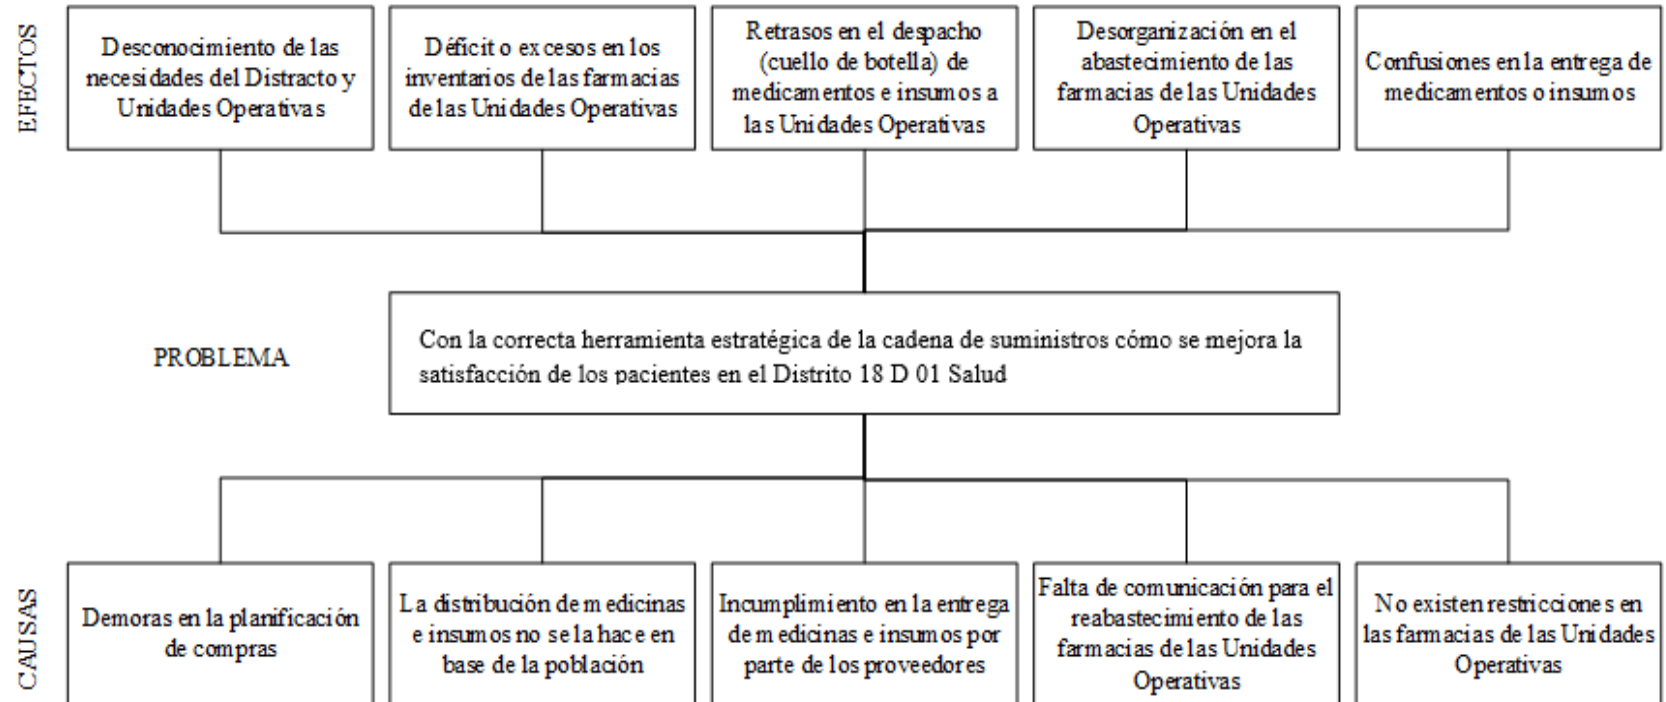 EFECTOS
Desconocimiento de las
necesidades del Distracto y
Unidades Operativas
Déficit o excesos en los
inventarios de las farmacias
de las Unidades Operativas
Retrasos en el despacho
(cuello de botella) de
medicamentos e insumos a
las Unidades Operativas
Desorganización en el
abastecimiento de las
farmacias de las Unidades
Operativas
Confusiones en la entrega de
medicamentos o insumos
PROBLEMA
Con la correcta herramienta estratégica de la cadena de suministros cómo se mejora la
satisfacción de los pacientes en el Distrito 18 D 01 Salud
CAUSAS
Demoras en la planificación
de compras
La distribución de medicinas
e insumos no se la hace en
base de la población
Incumplimiento en la entrega
de medicinas e insumos por
parte de los proveedores
Falta de comunicación para el
reabastecimiento de las
farmacias de las Unidades
Operativas
No existen restricciones en
las farmacias de las Unidades
Operativas